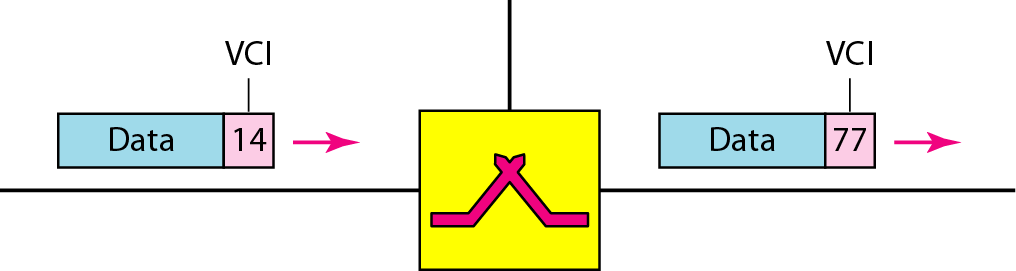 VCI
Data 14
VCI
Data 77